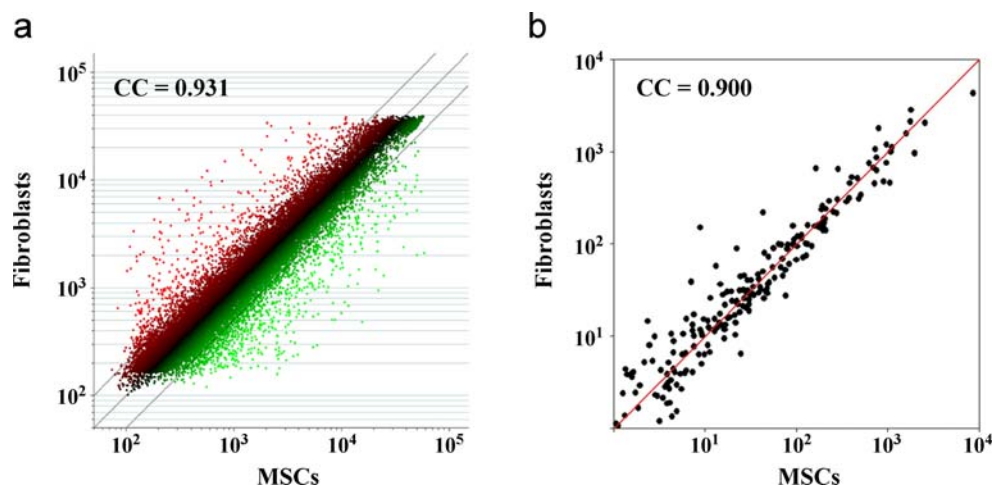 a
CC = 0.931
10⁵
10⁴
10³
10²
Fibroblasts
10² 10³ 10⁴ 10⁵
MSCs
b
CC = 0.900
10⁴
10³
10²
10¹
Fibroblasts
10¹ 10² 10³ 10⁴
MSCs